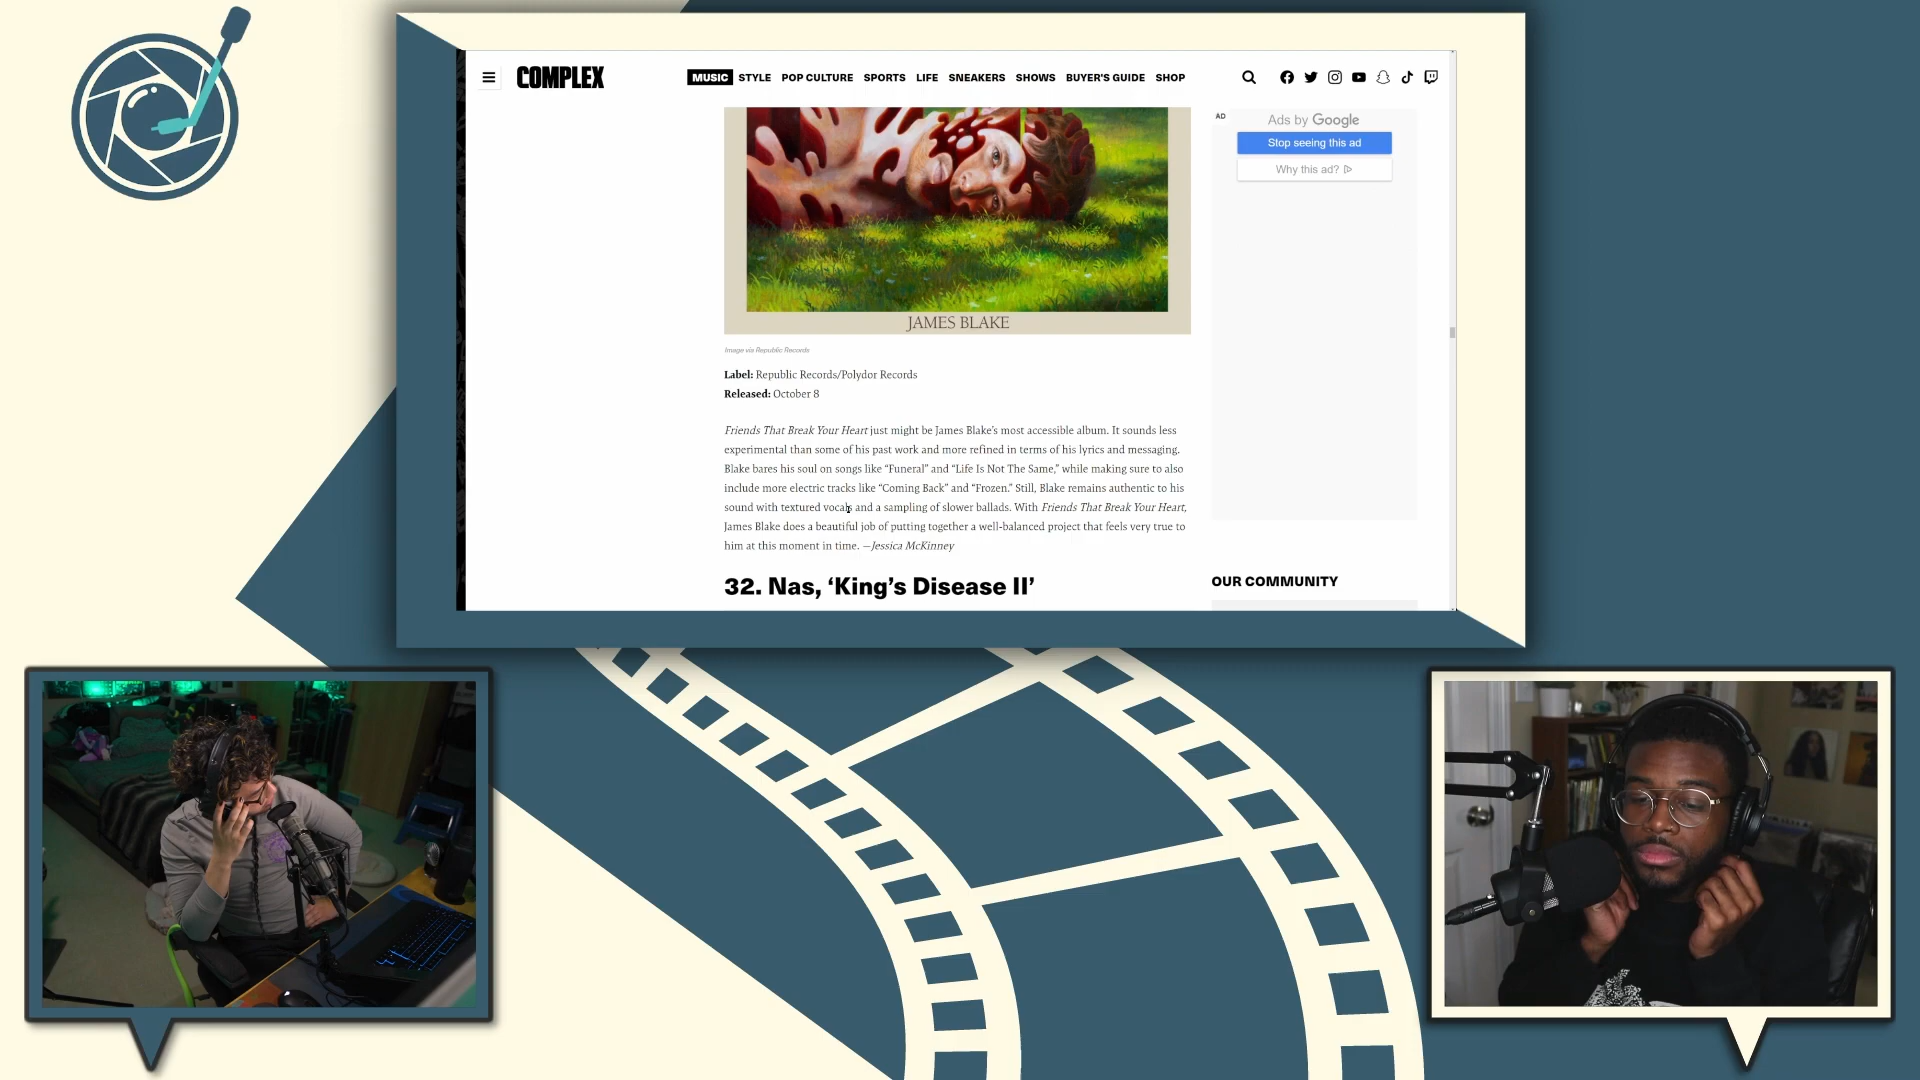 COMPLEX
MUSIC STYLE POP CULTURE SPORTS LIFE SNEAKERS SHOWS BUYER'S GUIDE SHOP
AD
Ads by Google
Stop seeing this ad
Why this ad?
JAMES BLAKE
Image via Republic Records
Label: Republic Records/Polydor Records
Released: October 8
Friends That Break Your Heart just might be James Blake's most accessible album. It sounds less
experimental than some of his past work and more refined in terms of his lyrics and messaging.
Blake bares his soul on songs like “Funeral” and “Life Is Not The Same,” while making sure to also
include more electric tracks like “Coming Back” and “Frozen.” Still, Blake remains authentic to his
sound with textured vocals and a sampling of slower ballads. With Friends That Break Your Heart,
James Blake does a beautiful job of putting together a well-balanced project that feels very true to
him at this moment in time. —Jessica McKinney
32. Nas, ‘King’s Disease II’
OUR COMMUNITY